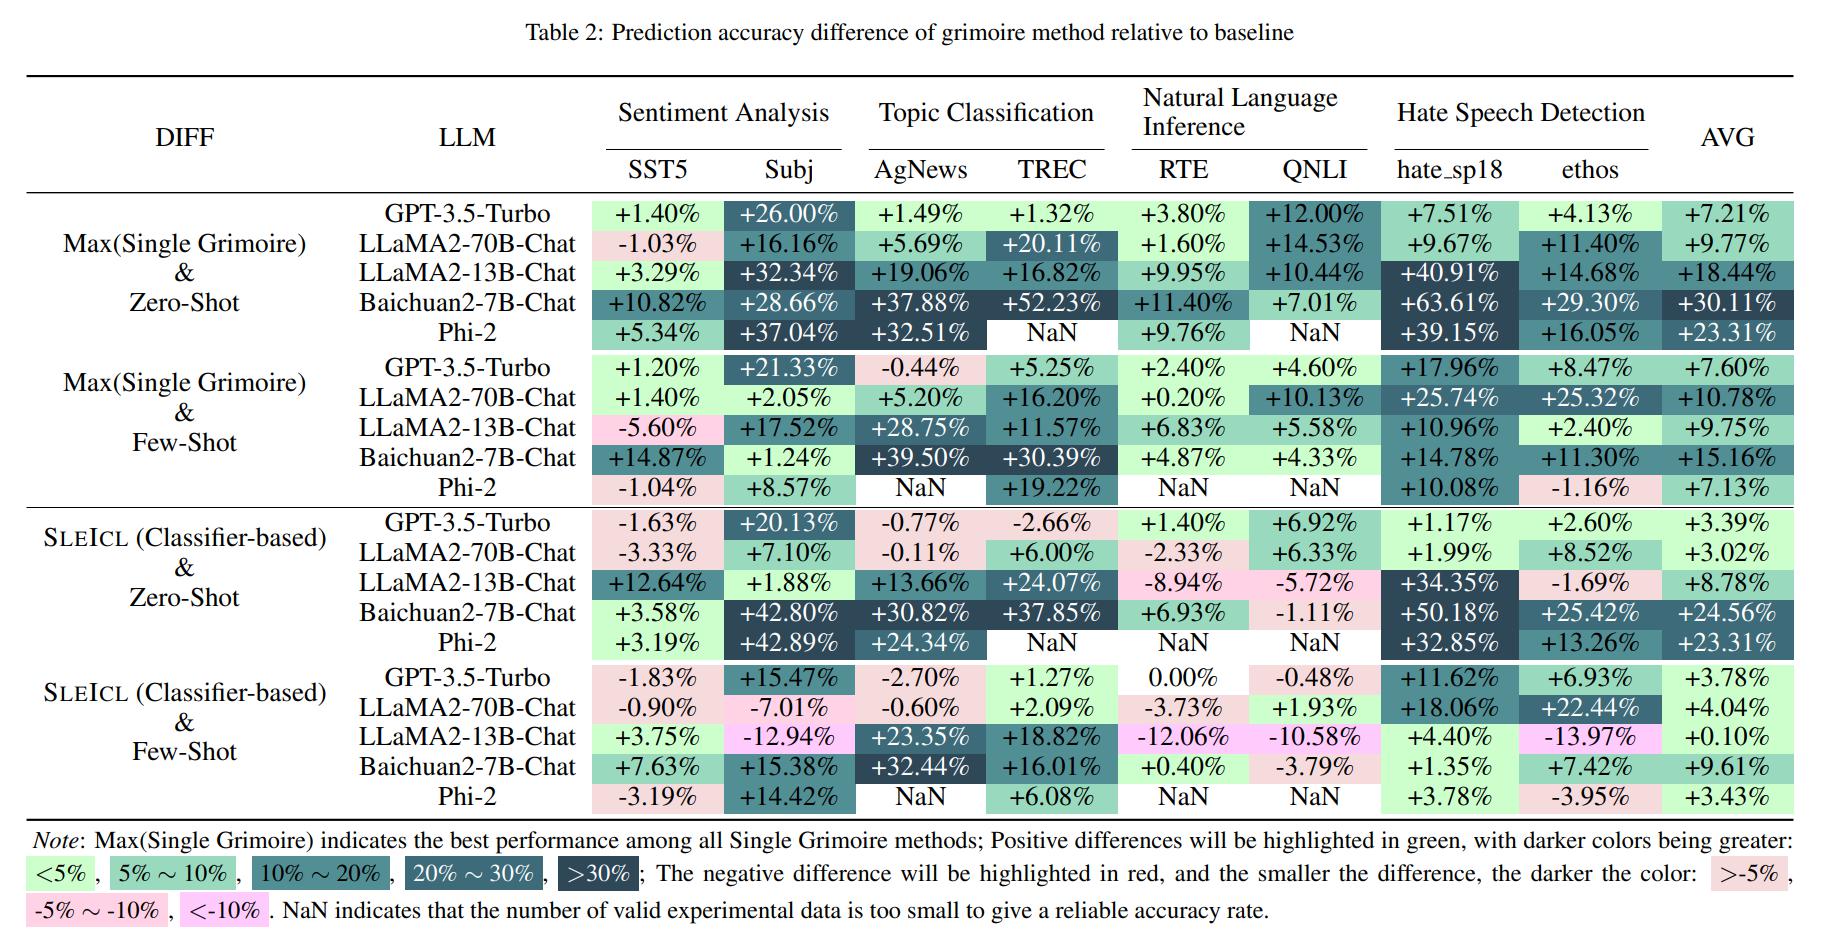 Table 2: Prediction accuracy difference of grimoire method relative to baseline
DIFF LLM Sentiment Analysis Topic Classification Natural Language Inference Hate Speech Detection AVG
SST5 Subj AgNews TREC RTE QNLI hate_sp18 ethos
Max(Single Grimoire) & Zero-Shot
GPT-3.5-Turbo +1.40% +26.00% +1.49% +1.32% +3.80% +12.00% +7.51% +4.13% +7.21%
LLaMA2-70B-Chat -1.03% +16.16% +5.69% +20.11% +1.60% +14.53% +9.67% +11.40% +9.77%
LLaMA2-13B-Chat +3.29% +32.34% +19.06% +16.82% +9.95% +10.44% +40.91% +14.68% +18.44%
Baichuan2-7B-Chat +10.82% +28.66% +37.88% +52.23% +11.40% +7.01% +63.61% +29.30% +30.11%
Phi-2 +5.34% +37.04% +32.51% NaN +9.76% NaN +39.15% +16.05% +23.31%
Max(Single Grimoire) & Few-Shot
GPT-3.5-Turbo +1.20% +21.33% -0.44% +5.25% +2.40% +4.60% +17.96% +8.47% +7.60%
LLaMA2-70B-Chat +1.40% +2.05% +5.20% +16.20% +0.20% +10.13% +25.74% +25.32% +10.78%
LLaMA2-13B-Chat -5.60% +17.52% +28.75% +11.57% +6.83% +5.58% +10.96% +2.40% +9.75%
Baichuan2-7B-Chat +14.87% +1.24% +39.50% +30.39% +4.87% +4.33% +14.78% +11.30% +15.16%
Phi-2 -1.04% +8.57% NaN +19.22% NaN NaN +10.08% -1.16% +7.13%
SLEICL (Classifier-based) & Zero-Shot
GPT-3.5-Turbo -1.63% +20.13% -0.77% -2.66% +1.40% +6.92% +1.17% +2.60% +3.39%
LLaMA2-70B-Chat -3.33% +7.10% -0.11% +6.00% -2.33% +6.33% +1.99% +8.52% +3.02%
LLaMA2-13B-Chat +12.64% +1.88% +13.66% +24.07% -8.94% -5.72% +34.35% -1.69% +8.78%
Baichuan2-7B-Chat +3.58% +42.80% +30.82% +37.85% +6.93% -1.11% +50.18% +25.42% +24.56%
Phi-2 +3.19% +42.89% +24.34% NaN NaN NaN +32.85% +13.26% +23.31%
SLEICL (Classifier-based) & Few-Shot
GPT-3.5-Turbo -1.83% +15.47% -2.70% +1.27% 0.00% -0.48% +11.62% +6.93% +3.78%
LLaMA2-70B-Chat -0.90% -7.01% -0.60% +2.09% -3.73% +1.93% +18.06% +22.44% +4.04%
LLaMA2-13B-Chat +3.75% -12.94% +23.35% +18.82% -12.06% -10.58% +4.40% -13.97% +0.10%
Baichuan2-7B-Chat +7.63% +15.38% +32.44% +16.01% +0.40% -3.79% +1.35% +7.42% +9.61%
Phi-2 -3.19% +14.42% NaN +6.08% NaN NaN +3.78% -3.95% +3.43%
Note: Max(Single Grimoire) indicates the best performance among all Single Grimoire methods; Positive differences will be highlighted in green, with darker colors being greater:
<5% , 5% ∼ 10% , 10% ∼ 20% , 20% ∼ 30% , >30% ; The negative difference will be highlighted in red, and the smaller the difference, the darker the color: >-5% ,
-5% ∼ -10% , <-10% . NaN indicates that the number of valid experimental data is too small to give a reliable accuracy rate.